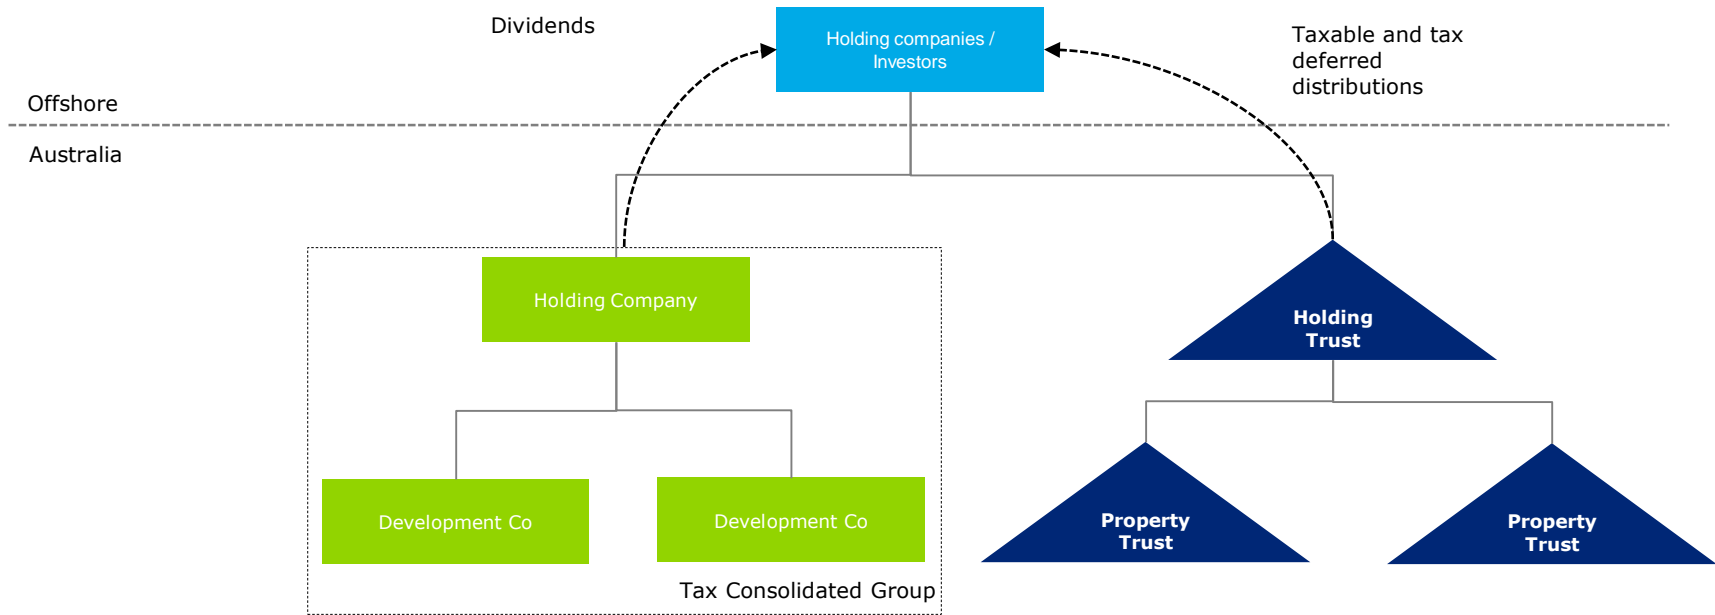 Dividends
Holding companies /
Investors
Taxable and tax
deferred
distributions
Offshore
Australia
Holding Company
Holding
Trust
Development Co
Development Co
Property
Trust
Property
Trust
Tax Consolidated Group